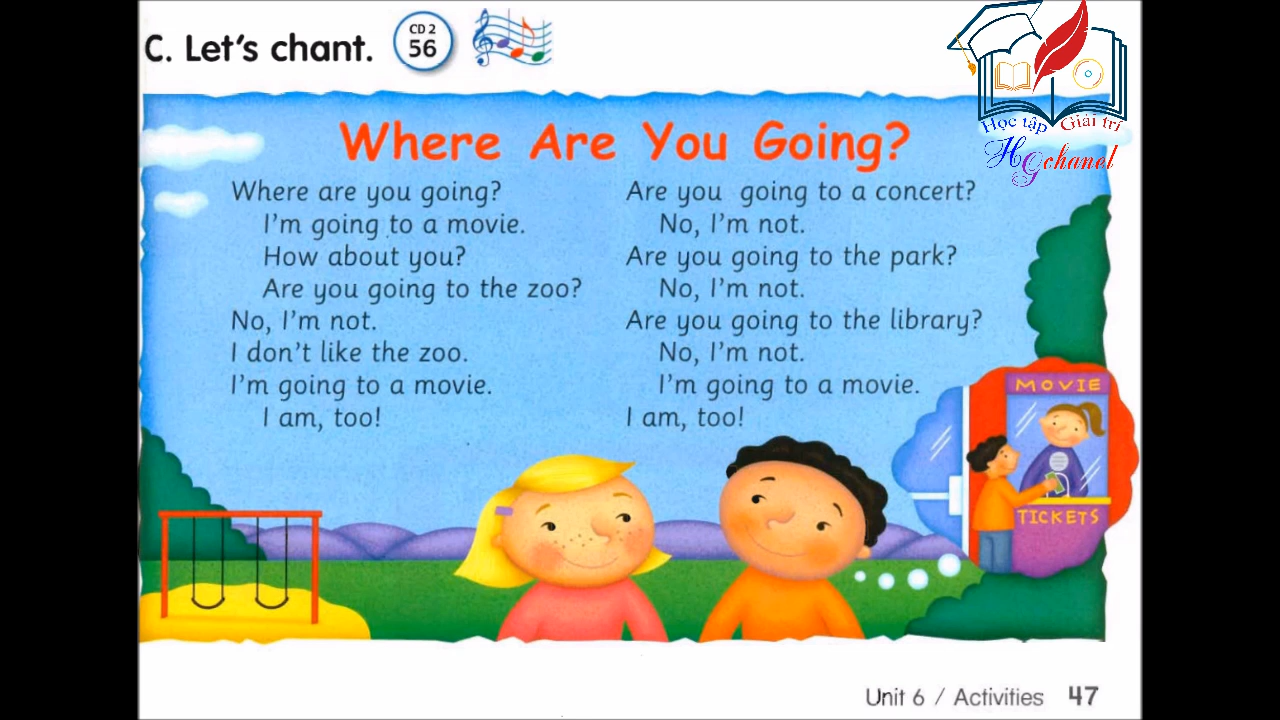 C. Let's chant.
CD 2
56
Học tập Giải trí
HGchanel
Where Are You Going?
Where are you going?
I'm going to a movie.
How about you?
Are you going to the zoo?
No, I'm not.
I don't like the zoo.
I'm going to a movie.
I am, too!
Are you going to a concert?
No, I'm not.
Are you going to the park?
No, I'm not.
Are you going to the library?
No, I'm not.
I'm going to a movie.
I am, too!
MOVIE
TICKETS
Unit 6 / Activities 47